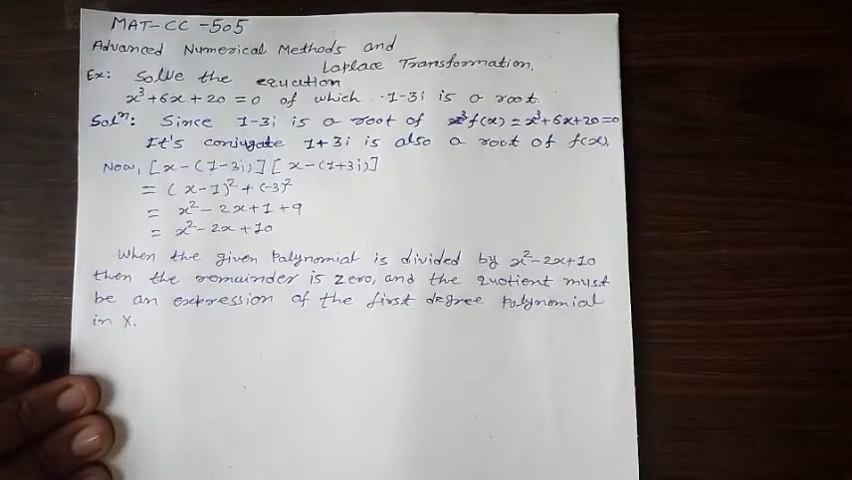 MAT-CC-505
Advanced Numerical Methods and
Laplace Transformation.
Ex: Solve the equation
x³+6x+20=0 of which 1-3i is a root.
Solⁿ: Since 1-3i is a root of f(x)=x³+6x+20=0
It's conjugate 1+3i is also a root of f(x).
Now, [x-(1-3i)][x-(1+3i)]
= (x-1)²+(-3)²
= x²-2x+1+9
= x²-2x+10
When the given Polynomial is divided by x²-2x+10
then the remainder is zero, and the quotient must
be an expression of the first degree Polynomial
in X.